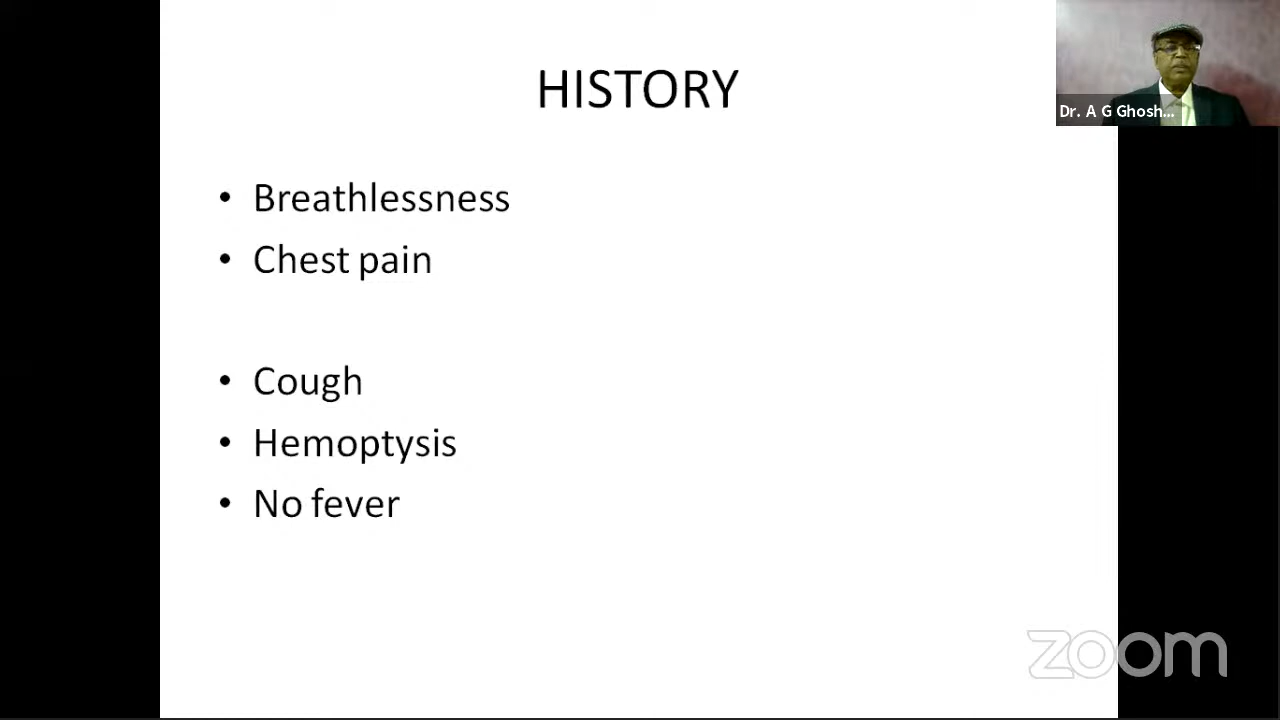 HISTORY
Dr. A G Ghosh...
• Breathlessness
• Chest pain
• Cough
• Hemoptysis
• No fever
zoom